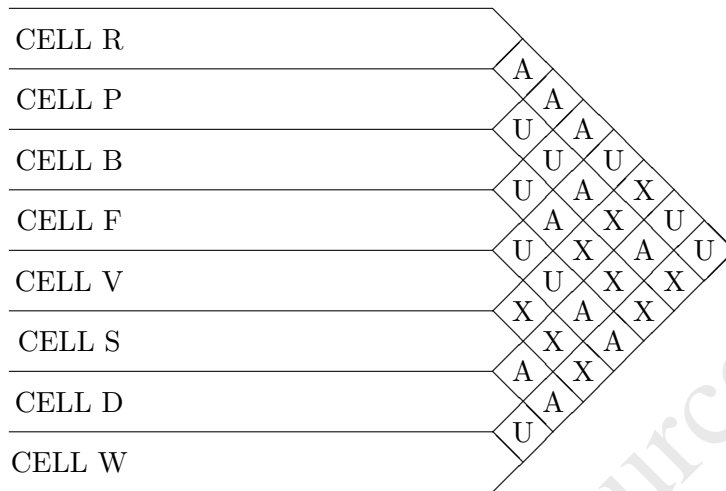 CELL R
A
CELL P A
U A
CELL B U U
U A X
CELL F A X U
U X A U
CELL V U X X
X A X
CELL S X A
A X
CELL D A
U
CELL W